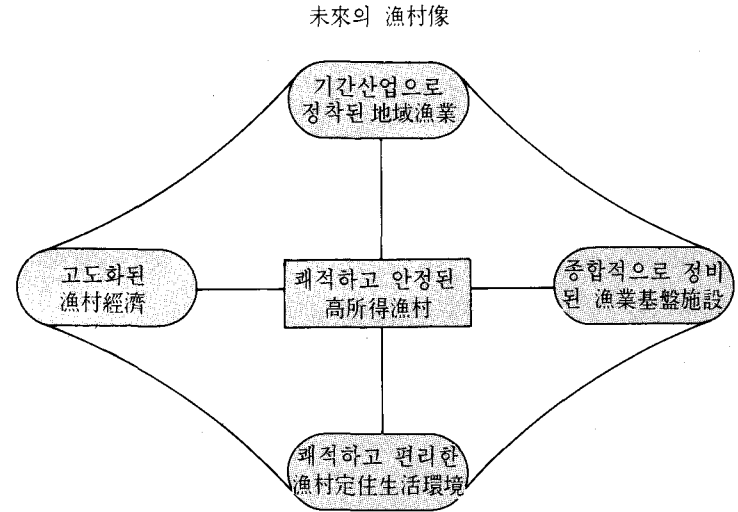 未來의 漁村像
기간산업으로
정착된 地域漁業
고도화된
漁村經濟
쾌적하고 안정된
高所得漁村
종합적으로 정비
된 漁業基盤施設
쾌적하고 편리한
漁村定住生活環境